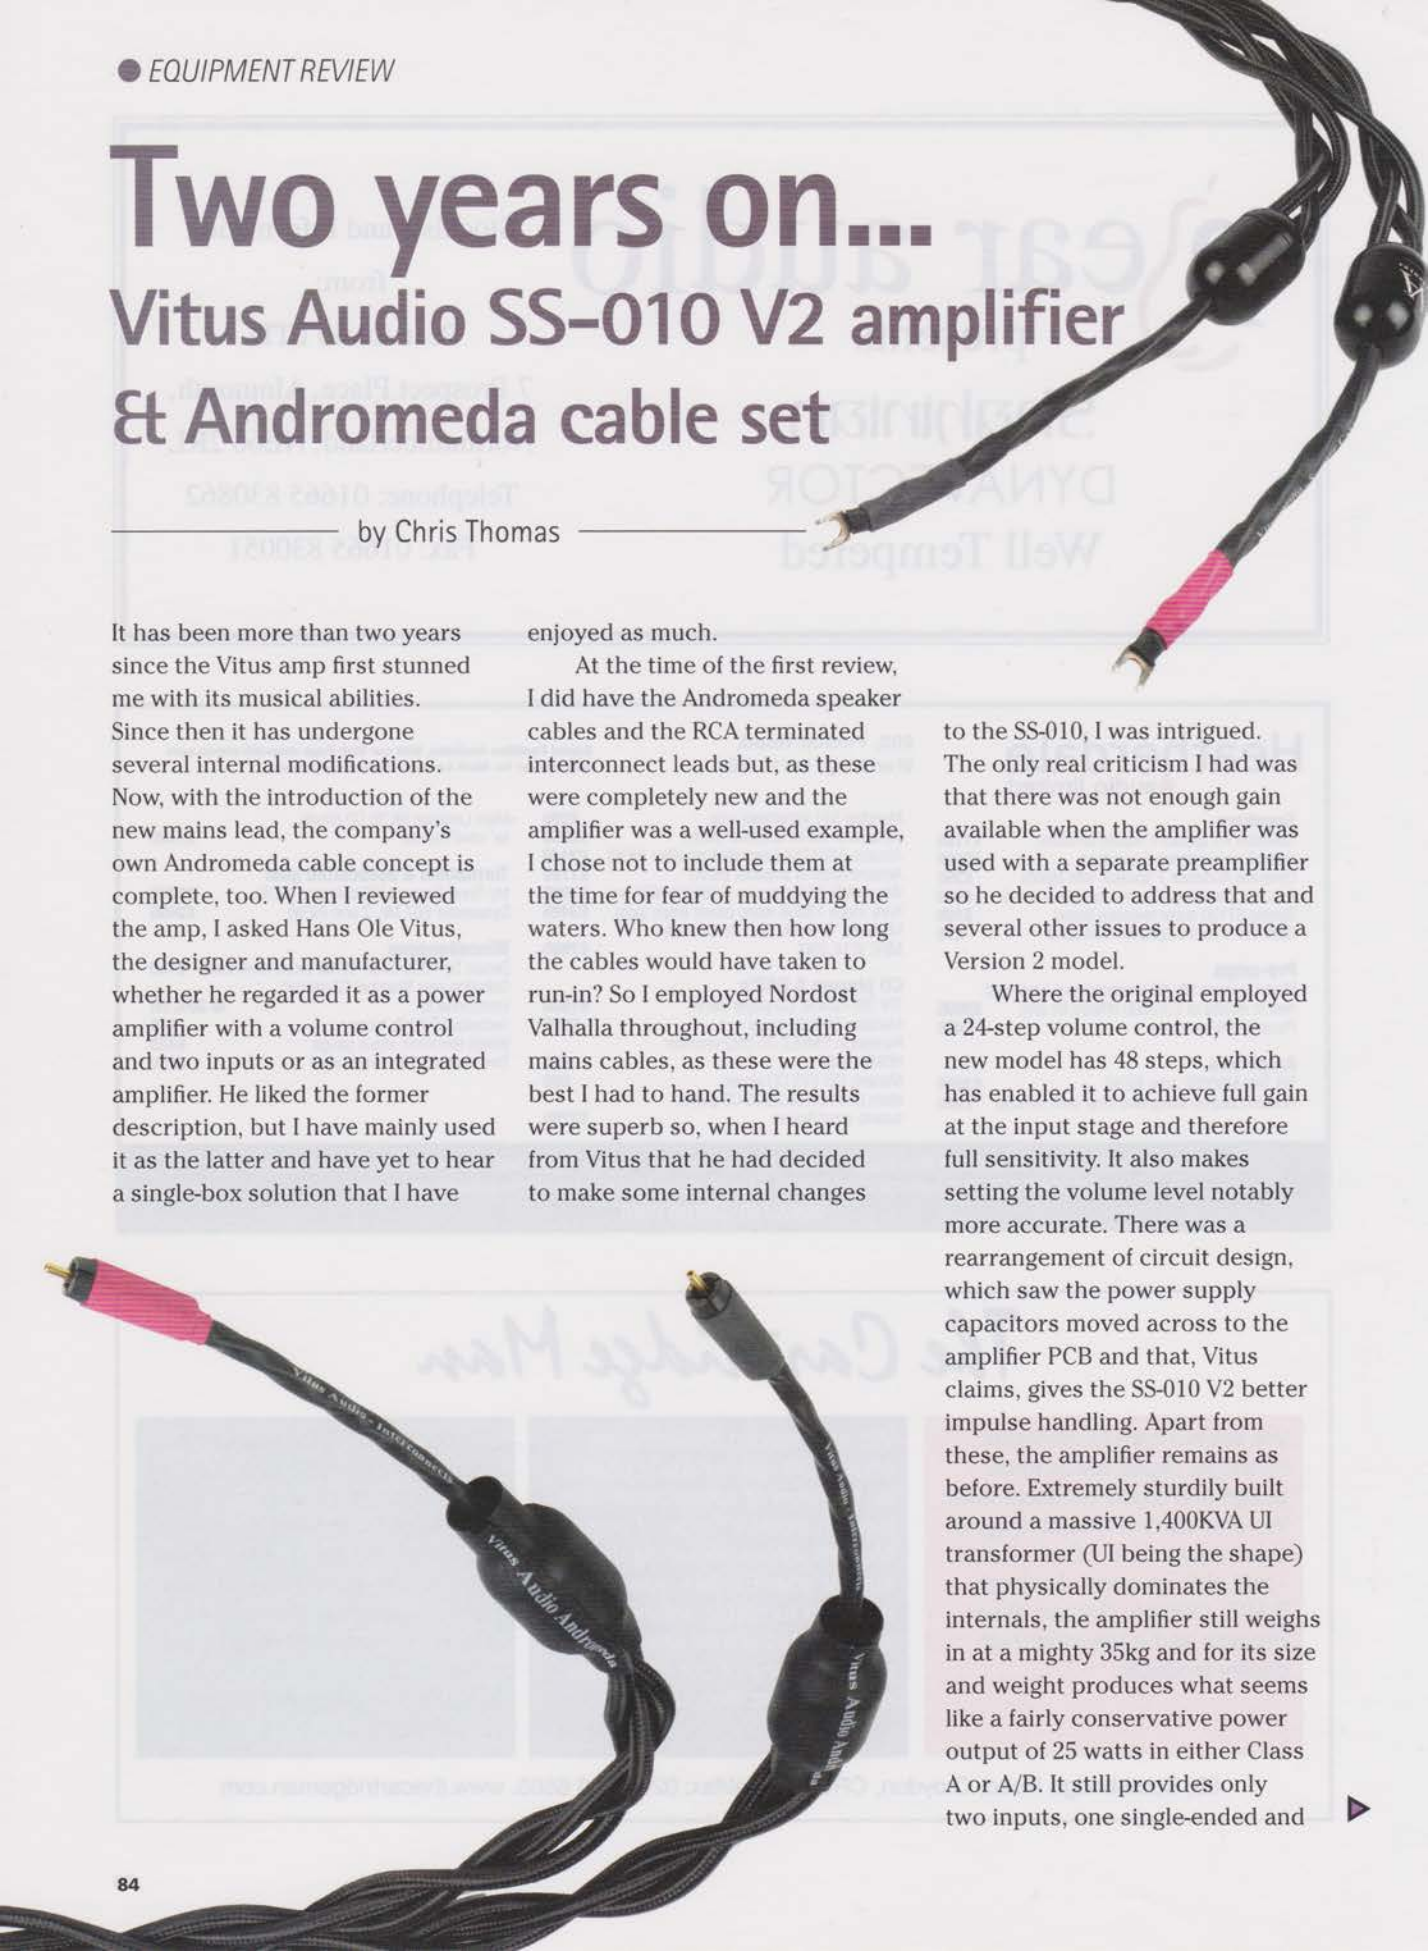 EQUIPMENT REVIEW
Two years on...
Vitus Audio SS-010 V2 amplifier
& Andromeda cable set
by Chris Thomas
It has been more than two years
since the Vitus amp first stunned
me with its musical abilities.
Since then it has undergone
several internal modifications.
Now, with the introduction of the
new mains lead, the company's
own Andromeda cable concept is
complete, too. When I reviewed
the amp, I asked Hans Ole Vitus,
the designer and manufacturer,
whether he regarded it as a power
amplifier with a volume control
and two inputs or as an integrated
amplifier. He liked the former
description, but I have mainly used
it as the latter and have yet to hear
a single-box solution that I have
enjoyed as much.
At the time of the first review,
I did have the Andromeda speaker
cables and the RCA terminated
interconnect leads but, as these
were completely new and the
amplifier was a well-used example,
I chose not to include them at
the time for fear of muddying the
waters. Who knew then how long
the cables would have taken to
run-in? So I employed Nordost
Valhalla throughout, including
mains cables, as these were the
best I had to hand. The results
were superb so, when I heard
from Vitus that he had decided
to make some internal changes
to the SS-010, I was intrigued.
The only real criticism I had was
that there was not enough gain
available when the amplifier was
used with a separate preamplifier
so he decided to address that and
several other issues to produce a
Version 2 model.
Where the original employed
a 24-step volume control, the
new model has 48 steps, which
has enabled it to achieve full gain
at the input stage and therefore
full sensitivity. It also makes
setting the volume level notably
more accurate. There was a
rearrangement of circuit design,
which saw the power supply
capacitors moved across to the
amplifier PCB and that, Vitus
claims, gives the SS-010 V2 better
impulse handling. Apart from
these, the amplifier remains as
before. Extremely sturdily built
around a massive 1,400KVA UI
transformer (UI being the shape)
that physically dominates the
internals, the amplifier still weighs
in at a mighty 35kg and for its size
and weight produces what seems
like a fairly conservative power
output of 25 watts in either Class
A or A/B. It still provides only
two inputs, one single-ended and
Vitus Audio - Interconnects
Vitus Audio Andromeda
Vitus Audio - Interconnects
Vitus Audio
84